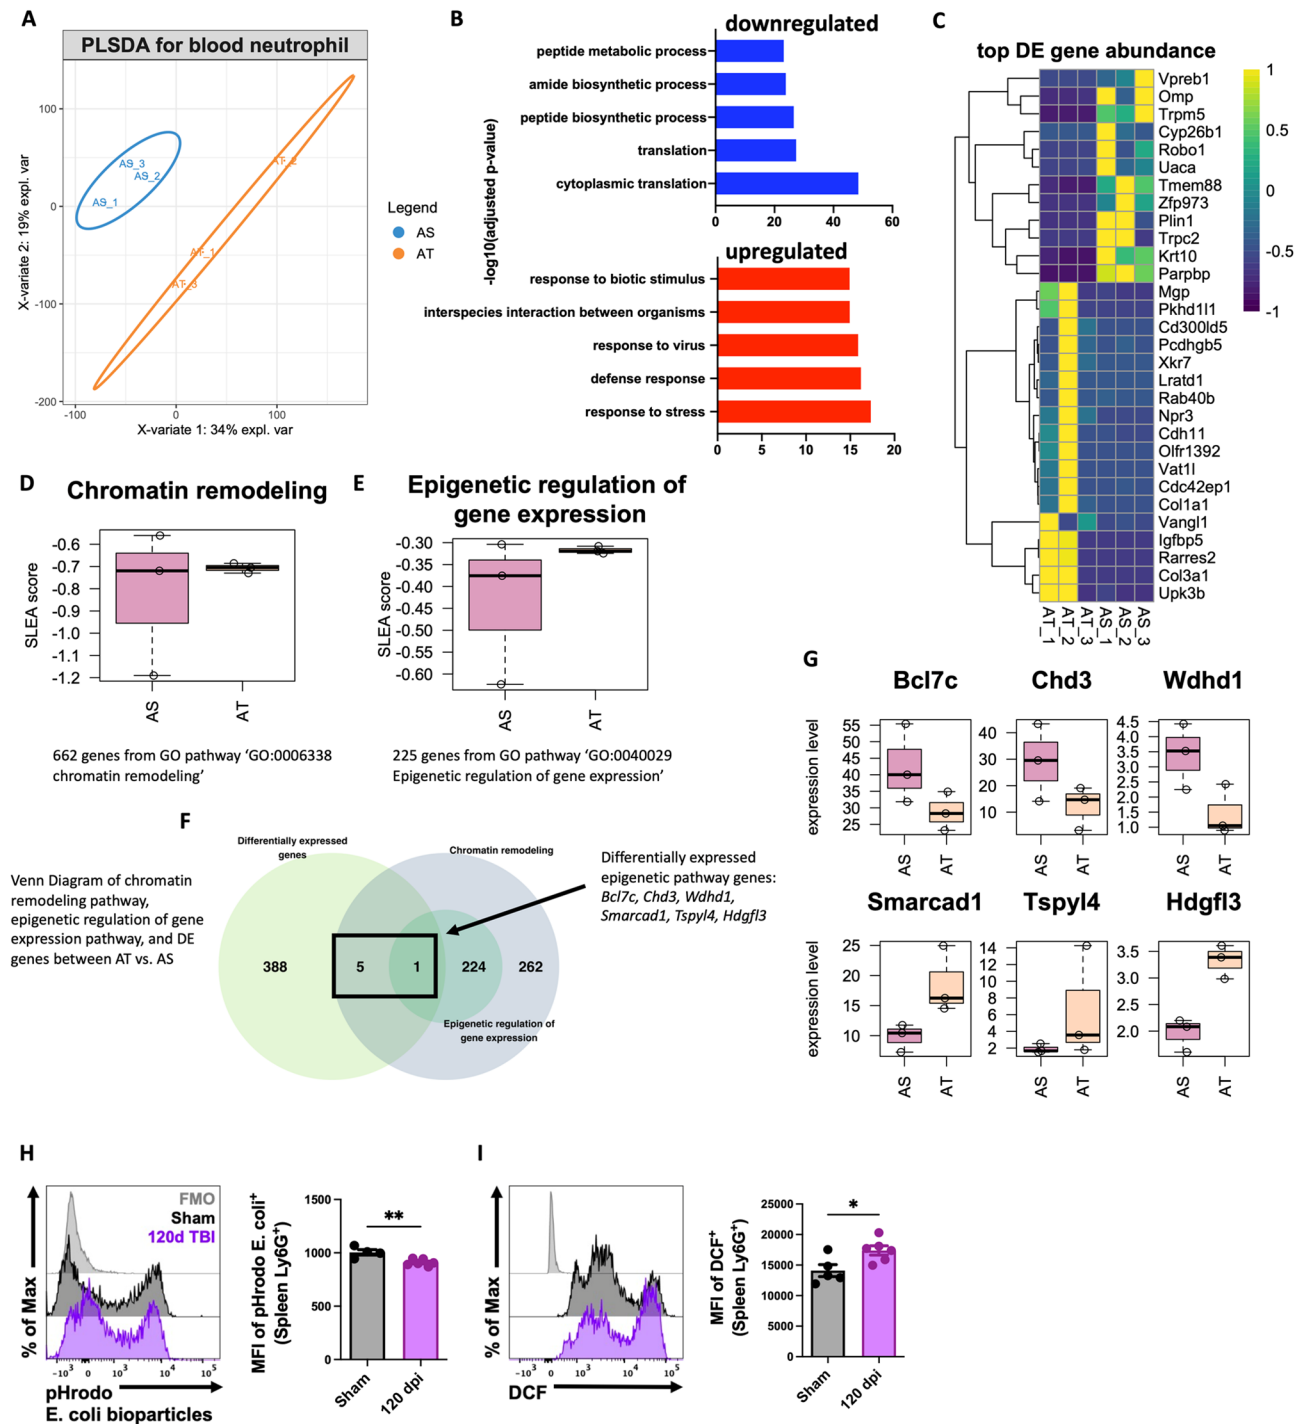 A
PLSDA for blood neutrophil
X-variate 2: 19% expl. var
100
0
-100
-200
AS_3
AS_2
AS_1
AT_2
AT_1
AT_3
-100
0
100
X-variate 1: 34% expl. var
Legend
AS
AT
B
downregulated
-log10(adjusted p-value)
peptide metabolic process
amide biosynthetic process
peptide biosynthetic process
translation
cytoplasmic translation
0 20 40 60
upregulated
response to biotic stimulus
interspecies interaction between organisms
response to virus
defense response
response to stress
0 5 10 15 20
C
top DE gene abundance
Vpreb1
Omp
Trpm5
Cyp26b1
Robo1
Uaca
Tmem88
Zfp973
Plin1
Trpc2
Krt10
Parpbp
Mgp
Pkhd1l1
Cd300ld5
Pcdhgb5
Xkr7
Lratd1
Rab40b
Npr3
Cdh11
Olfr1392
Vat1l
Cdc42ep1
Col1a1
Vangl1
Igfbp5
Rarres2
Col3a1
Upk3b
AT_1
AT_2
AT_3
AS_1
AS_2
AS_3
1
0.5
0
-0.5
-1
D
Chromatin remodeling
SLEA score
-0.6
-0.7
-0.8
-0.9
-1.0
-1.1
-1.2
AS
AT
662 genes from GO pathway ‘GO:0006338
chromatin remodeling’
E
Epigenetic regulation of
gene expression
SLEA score
-0.30
-0.35
-0.40
-0.45
-0.50
-0.55
-0.60
AS
AT
225 genes from GO pathway ‘GO:0040029
Epigenetic regulation of gene expression’
F
Venn Diagram of chromatin
remodeling pathway,
epigenetic regulation of gene
expression pathway, and DE
genes between AT vs. AS
Differentially expressed
genes
Chromatin remodeling
388
5
1
224
262
Epigenetic regulation of
gene expression
Differentially expressed
epigenetic pathway genes:
Bcl7c, Chd3, Wdhd1,
Smarcad1, Tspyl4, Hdgfl3
G
Bcl7c
expression level
55
50
45
40
35
30
25
AS
AT
Chd3
40
30
20
10
AS
AT
Wdhd1
4.5
4.0
3.5
3.0
2.5
2.0
1.5
1.0
AS
AT
Smarcad1
expression level
25
20
15
10
AS
AT
Tspyl4
14
12
10
8
6
4
2
AS
AT
Hdgfl3
3.5
3.0
2.5
2.0
AS
AT
H
% of Max
FMO
Sham
120d TBI
-10³ 0 10³ 10⁴ 10⁵
pHrodo
E. coli bioparticles
MFI of pHrodo E. coli⁺
(Spleen Ly6G⁺)
1500
1000
500
0
**
Sham
120 dpi
I
% of Max
-10³ 0 10³ 10⁴ 10⁵
DCF
MFI of DCF⁺
(Spleen Ly6G⁺)
25000
20000
15000
10000
5000
0
*
Sham
120 dpi